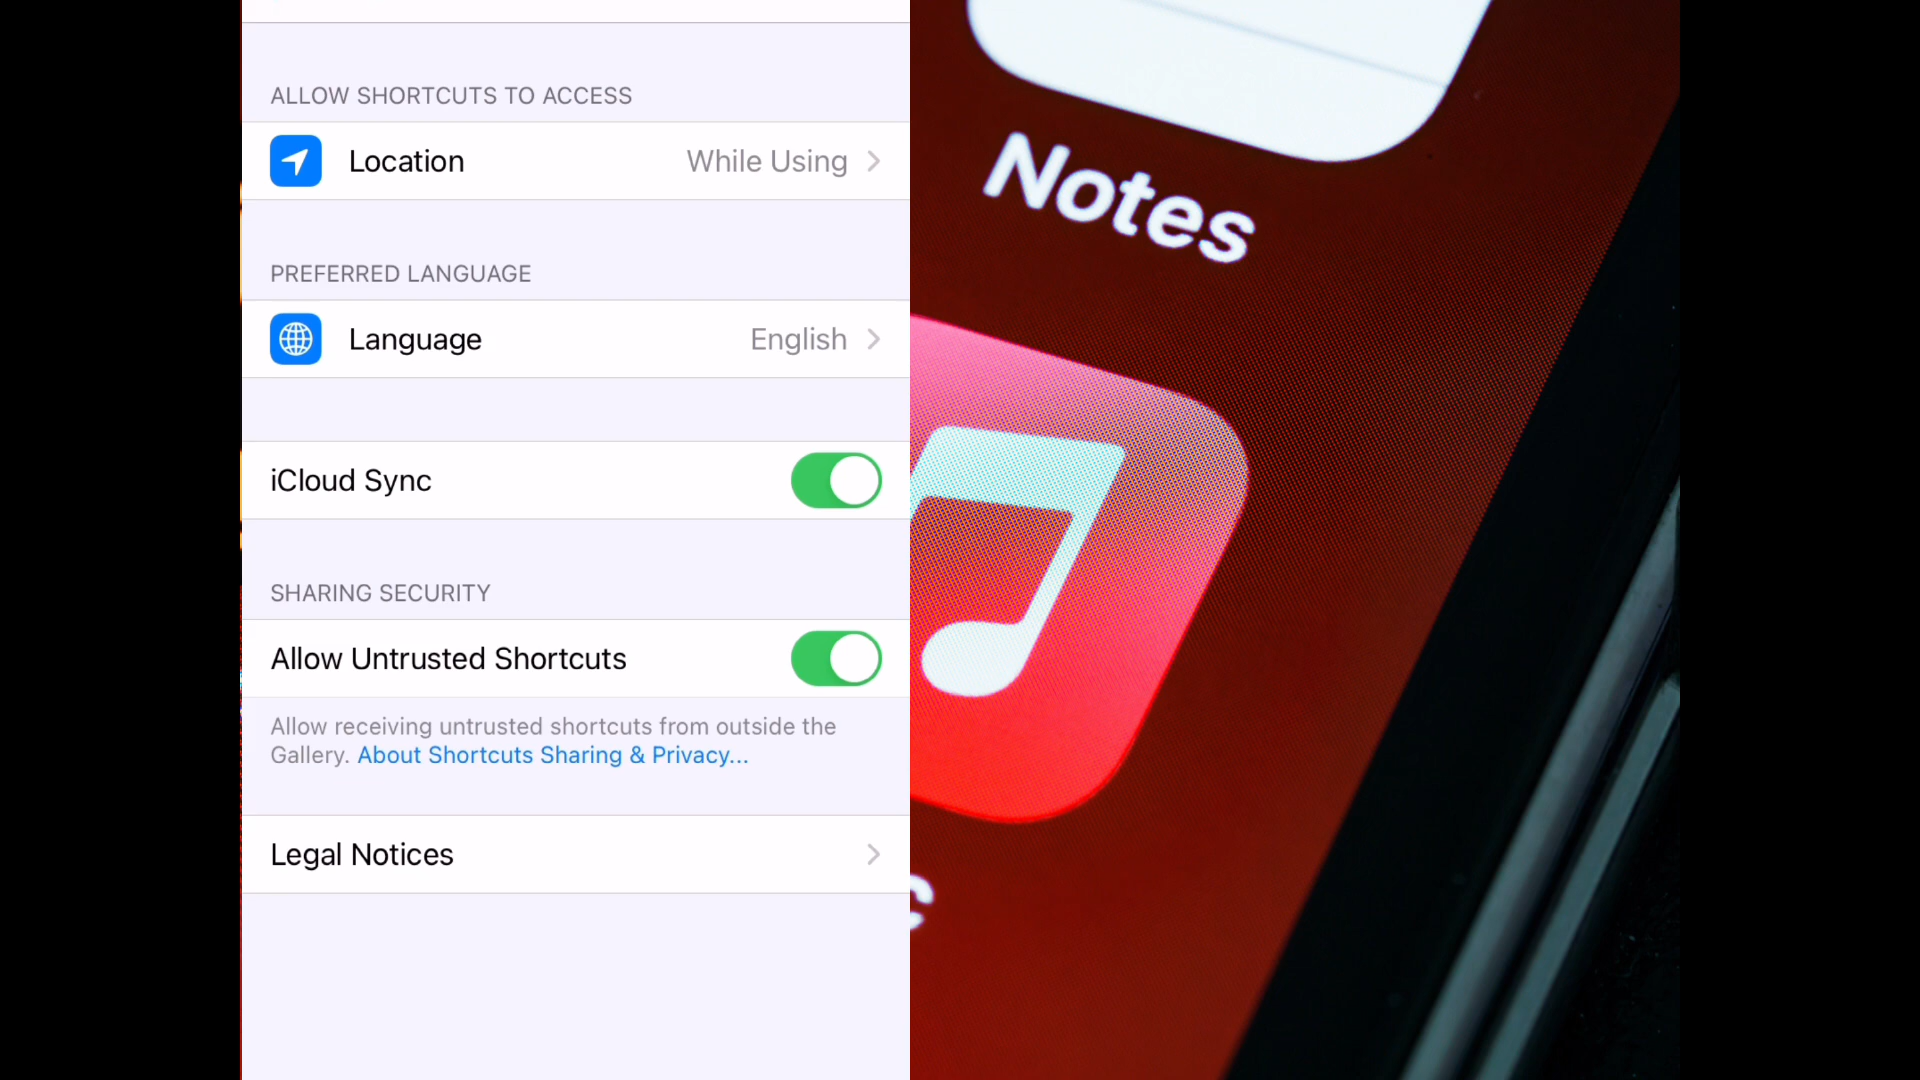 ALLOW SHORTCUTS TO ACCESS
Location While Using
PREFERRED LANGUAGE
Language English
iCloud Sync
SHARING SECURITY
Allow Untrusted Shortcuts
Allow receiving untrusted shortcuts from outside the
Gallery. About Shortcuts Sharing & Privacy...
Legal Notices
Notes
c